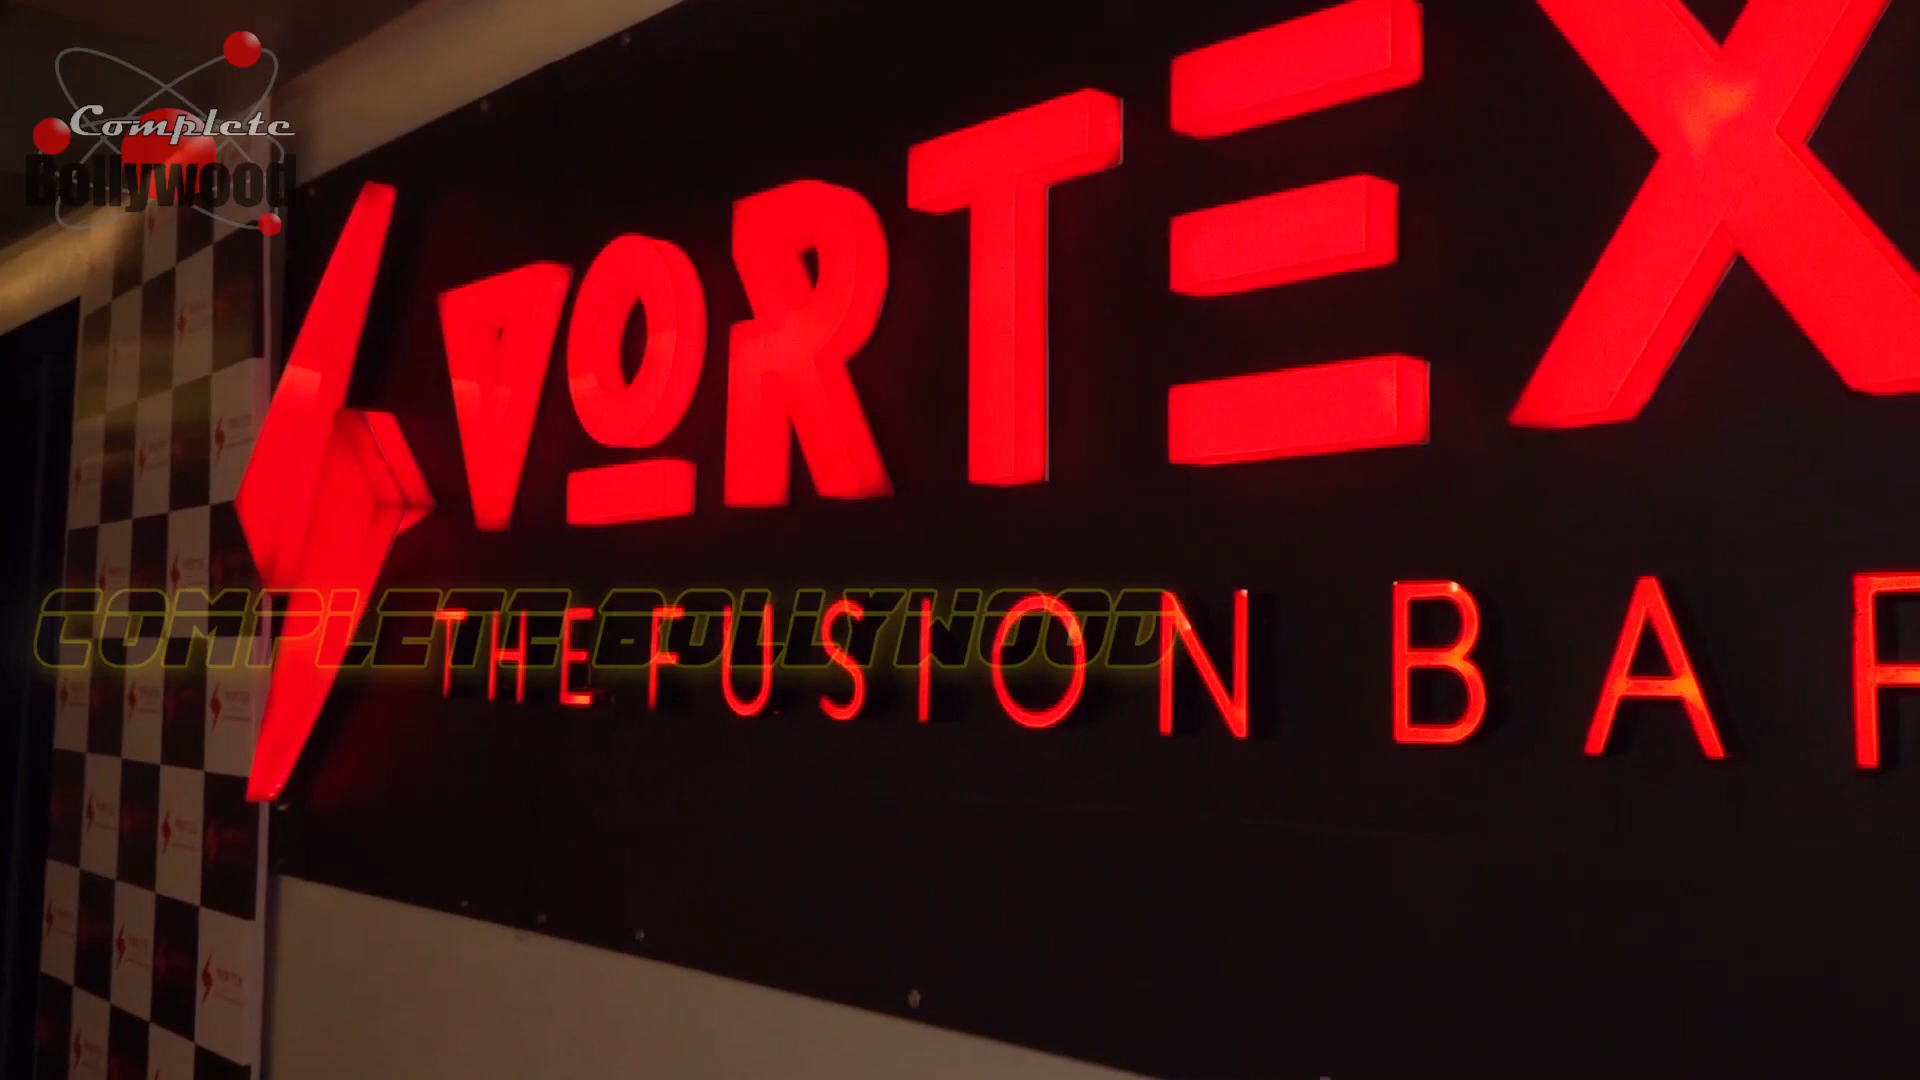 Complete
Bollywood
VORTEX
COMPLETE BOLLYWOOD
THE FUSION BAR